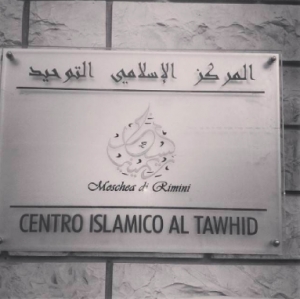 المركز الإسلامي التوحيد
Moschea di Rimini
CENTRO ISLAMICO AL TAWHID